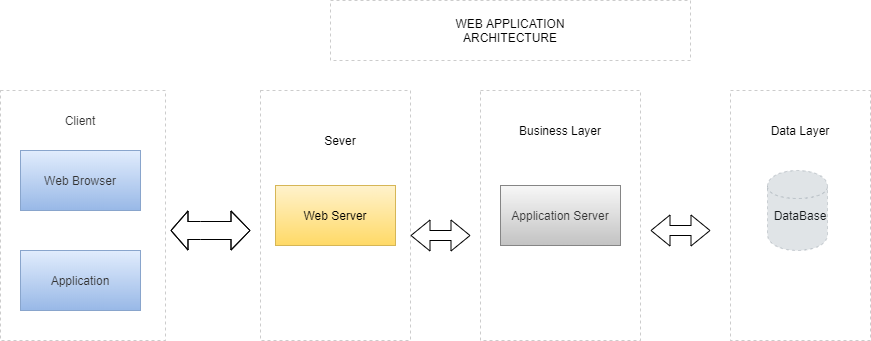 WEB APPLICATION
ARCHITECTURE
Client
Web Browser
Application
Sever
Web Server
Business Layer
Application Server
Data Layer
DataBase